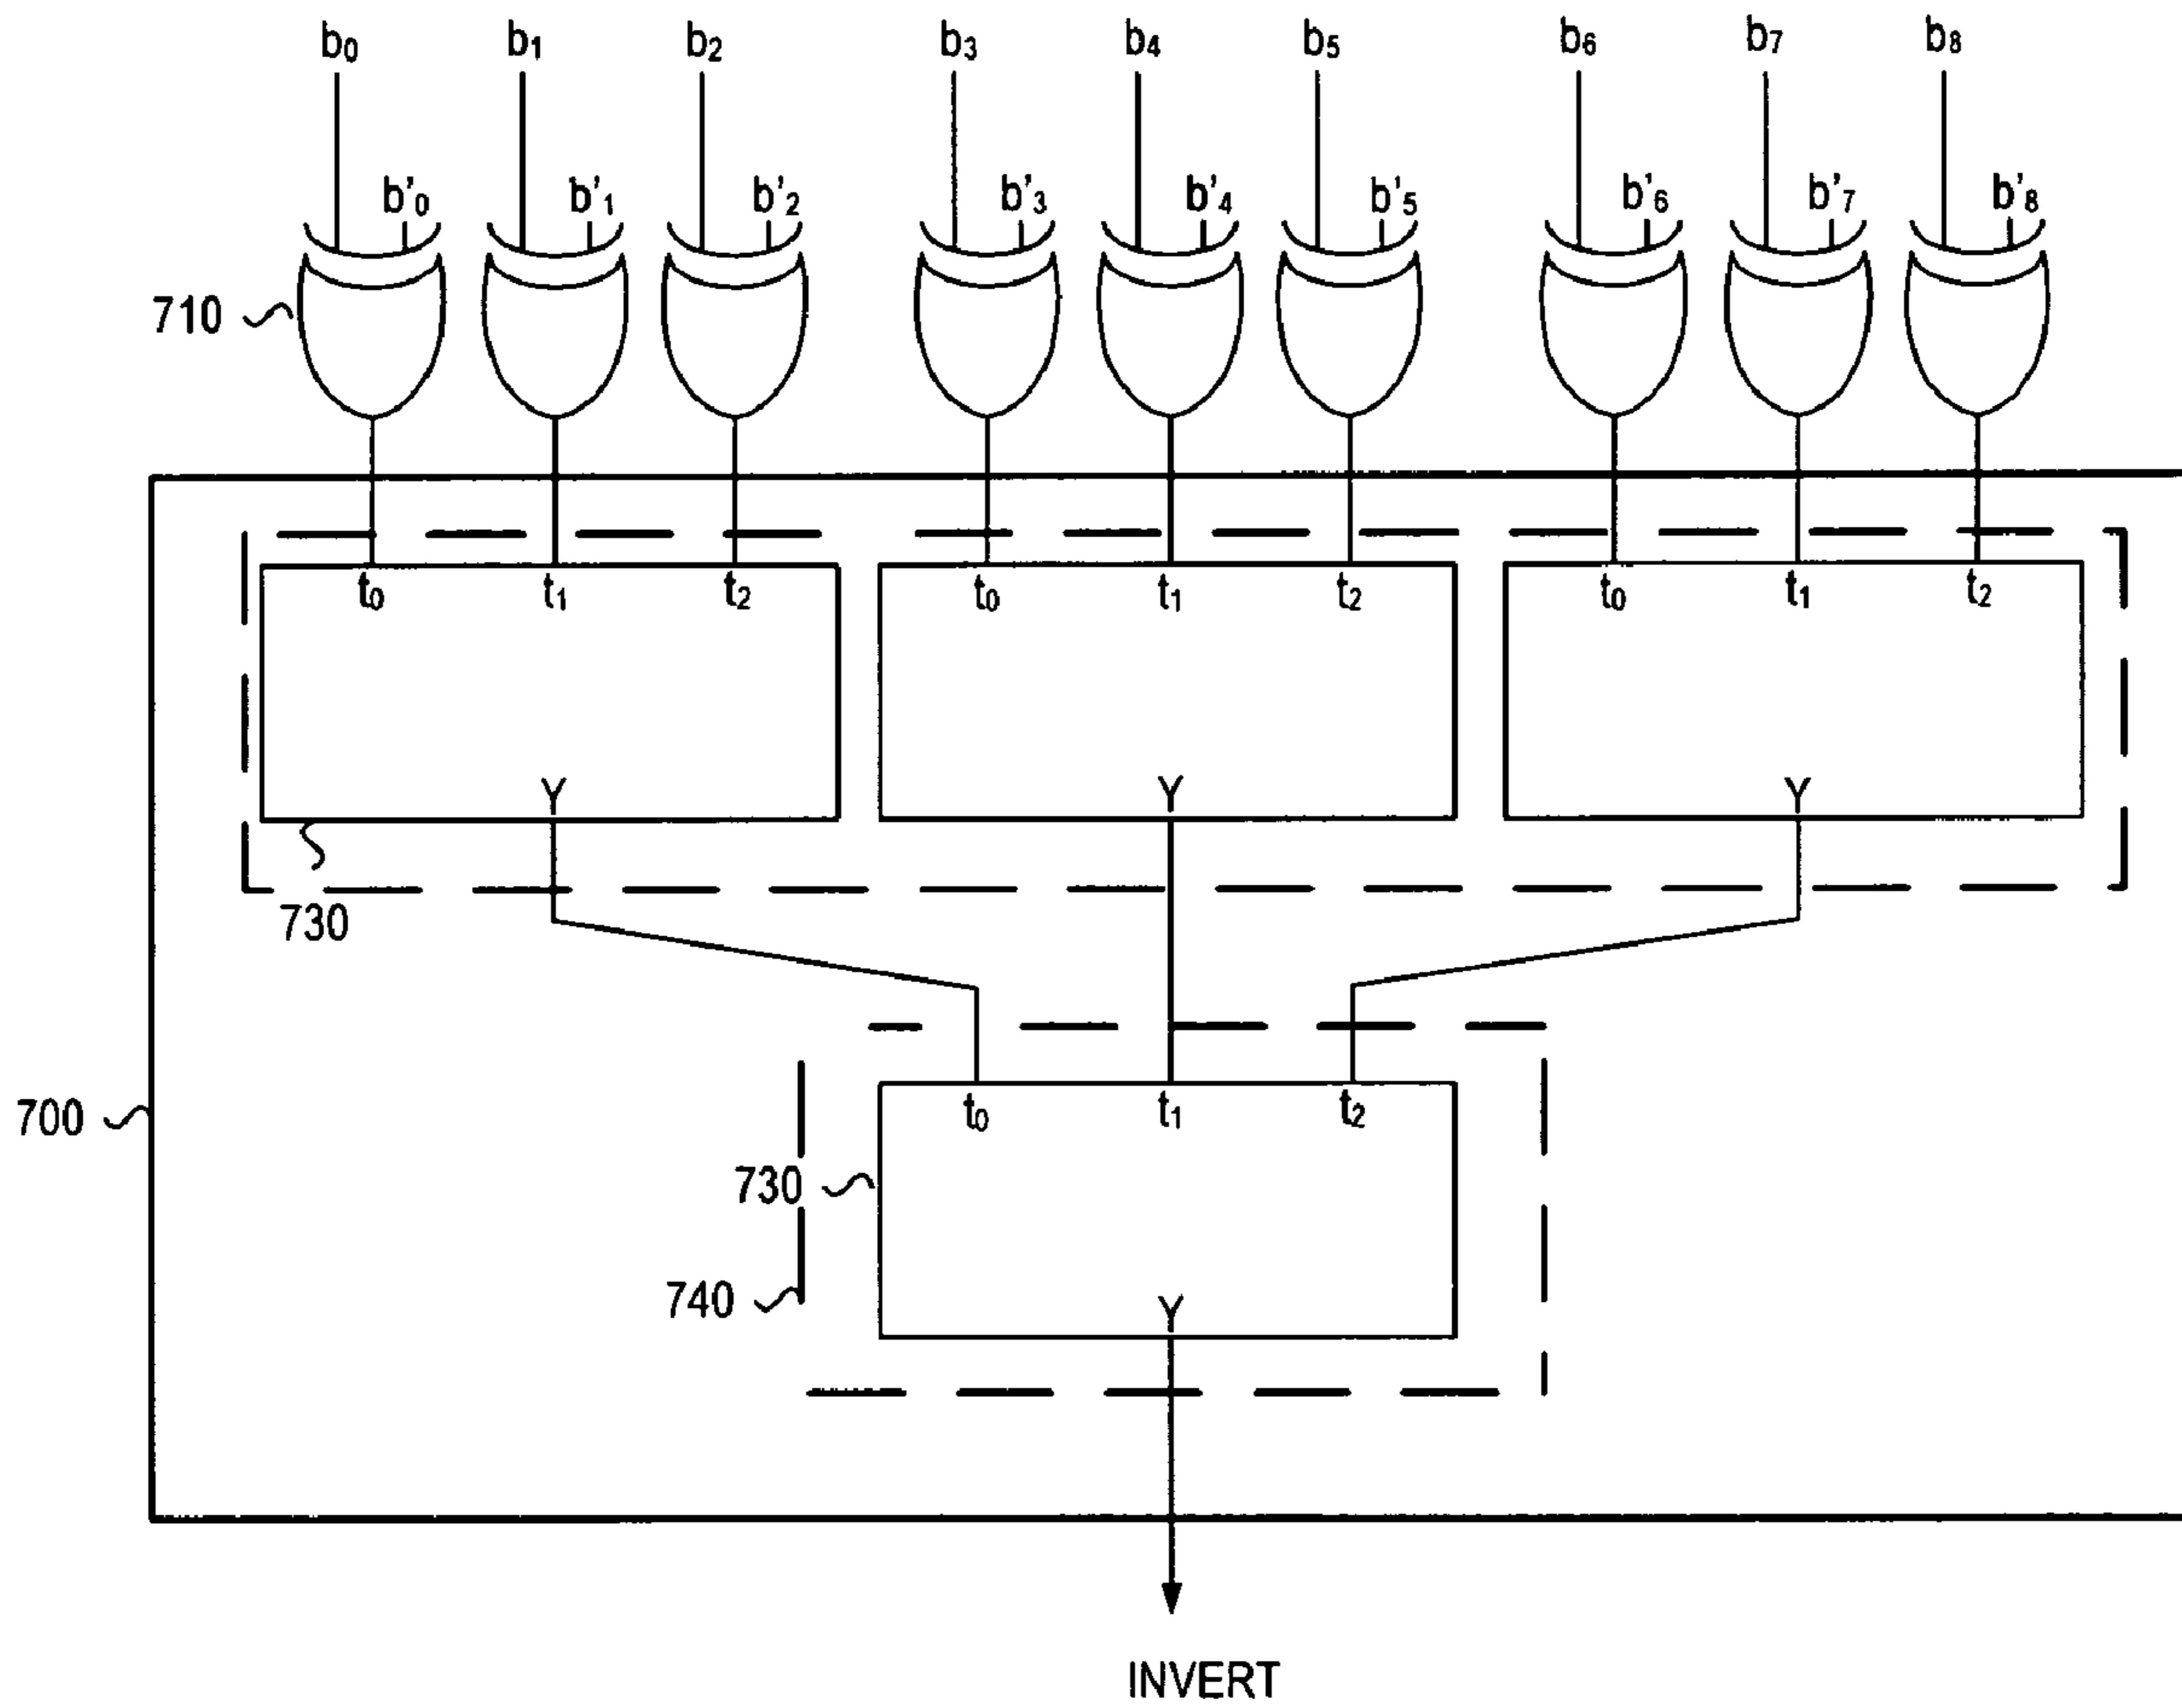 b0 b1 b2 b3 b4 b5 b6 b7 b8
b'0 b'1 b'2 b'3 b'4 b'5 b'6 b'7 b'8
710
t0 t1 t2 t0 t1 t2 t0 t1 t2
Y Y Y
730
700
t0 t1 t2
730
740
Y
INVERT